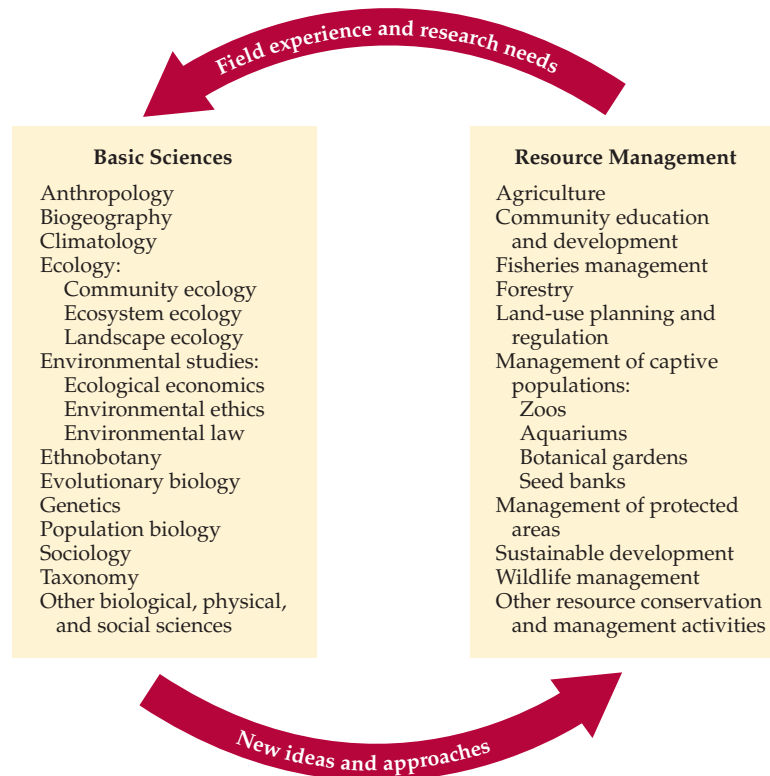 Field experience and research needs
Basic Sciences
Anthropology
Biogeography
Climatology
Ecology:
Community ecology
Ecosystem ecology
Landscape ecology
Environmental studies:
Ecological economics
Environmental ethics
Environmental law
Ethnobotany
Evolutionary biology
Genetics
Population biology
Sociology
Taxonomy
Other biological, physical,
and social sciences
Resource Management
Agriculture
Community education
and development
Fisheries management
Forestry
Land-use planning and
regulation
Management of captive
populations:
Zoos
Aquariums
Botanical gardens
Seed banks
Management of protected
areas
Sustainable development
Wildlife management
Other resource conservation
and management activities
New ideas and approaches